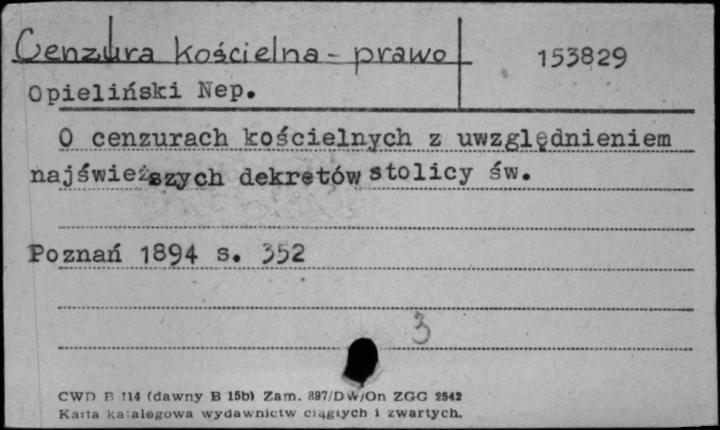 Cenzura kościelna - prawo
153829
Opieliński Nep.
O cenzurach kościelnych z uwzględnieniem
najświeższych dekretów stolicy św.
Poznań 1894 s. 352
3
CWD B 114 (dawny B 15b) Zam. 897/DW/On ZGG 2542
Karta katalogowa wydawnictw ciągłych i zwartych.